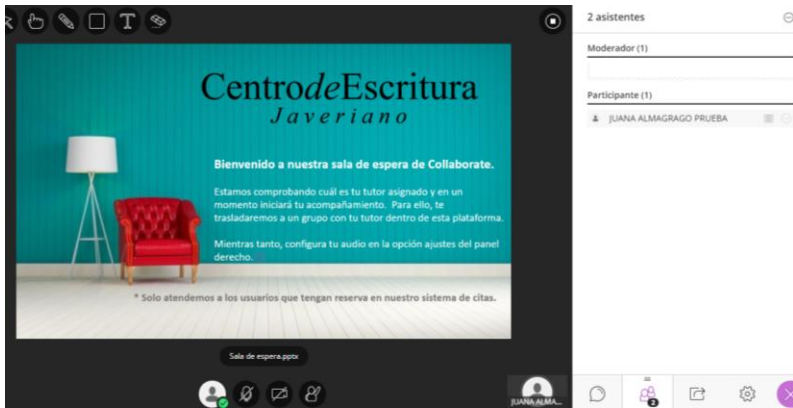 2 asistentes
Moderador (1)
Participante (1)
JUANA ALMAGRAGO PRUEBA
CentrodeEscritura
Javeriano
Bienvenido a nuestra sala de espera de Collaborate.
Estamos comprobando cuál es tu tutor asignado y en un
momento iniciará tu acompañamiento. Para ello, te
trasladaremos a un grupo con tu tutor dentro de esta plataforma.
Mientras tanto, configura tu audio en la opción ajustes del panel
derecho.
* Solo atendemos a los usuarios que tengan reserva en nuestro sistema de citas.
Sala de espera.pptx
JUANA ALMA...
2